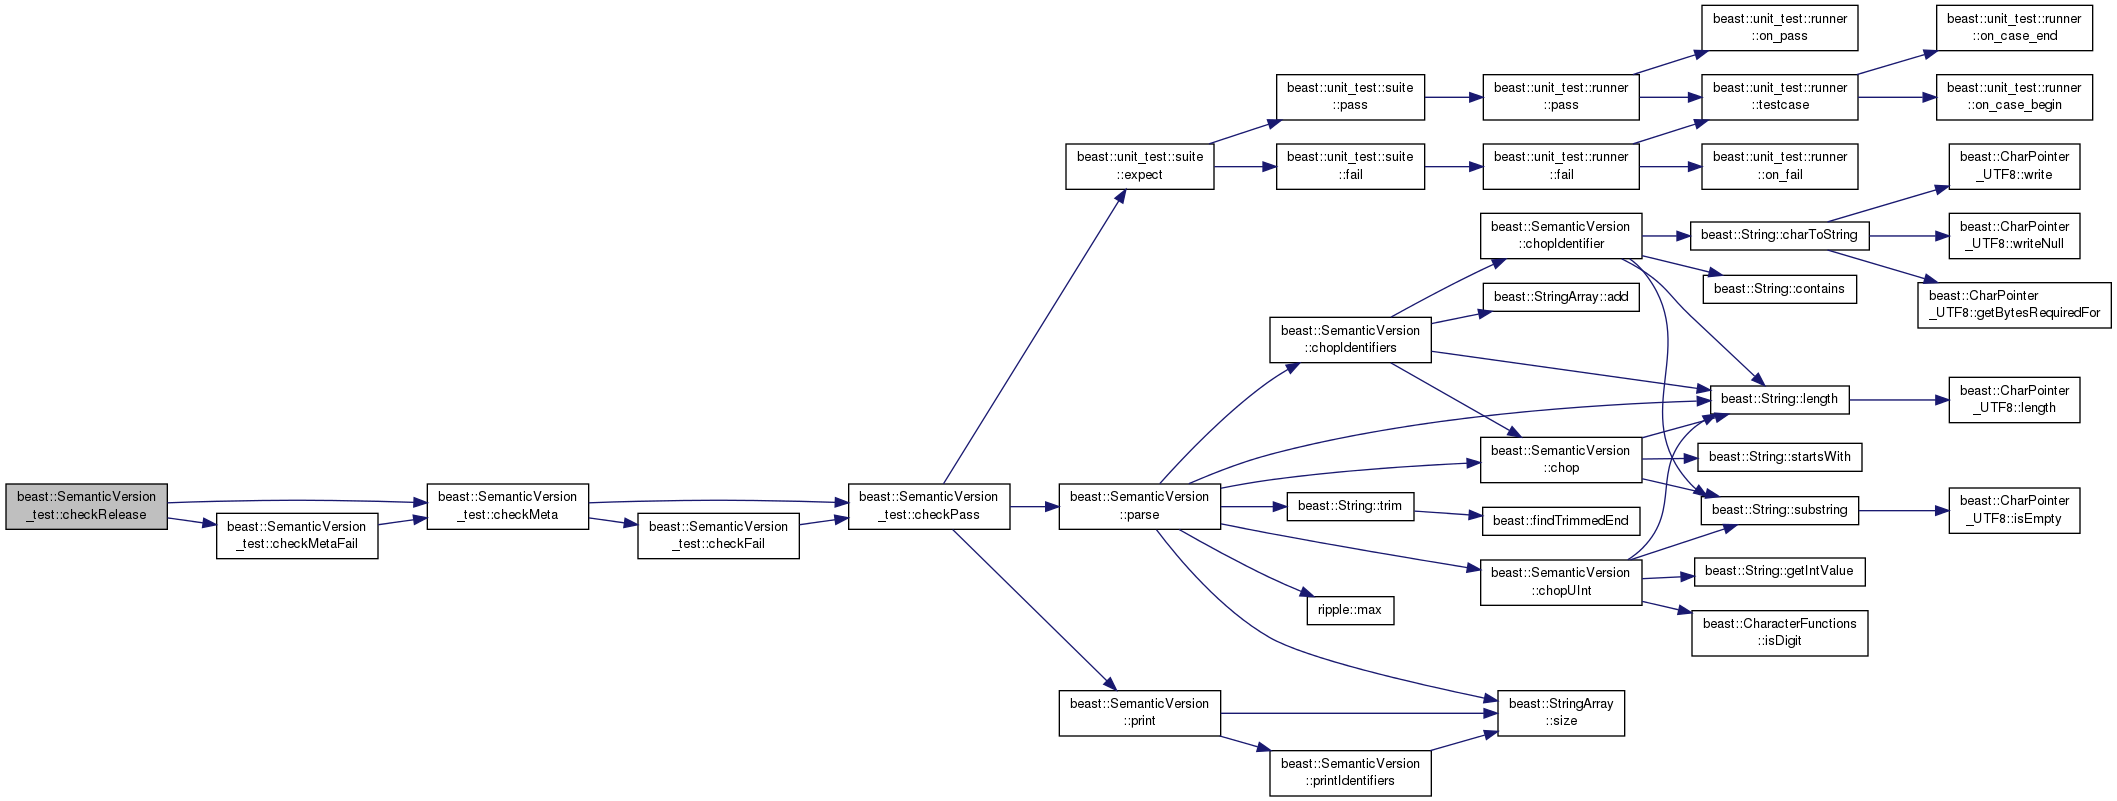 beast::SemanticVersion
_test::checkRelease
beast::SemanticVersion
_test::checkMetaFail
beast::SemanticVersion
_test::checkMeta
beast::SemanticVersion
_test::checkFail
beast::SemanticVersion
_test::checkPass
beast::unit_test::suite
::expect
beast::SemanticVersion
::parse
beast::SemanticVersion
::print
beast::unit_test::suite
::pass
beast::unit_test::suite
::fail
beast::SemanticVersion
::chopIdentifiers
beast::String::trim
ripple::max
beast::SemanticVersion
::printIdentifiers
beast::unit_test::runner
::pass
beast::unit_test::runner
::fail
beast::SemanticVersion
::chopIdentifier
beast::StringArray::add
beast::SemanticVersion
::chop
beast::findTrimmedEnd
beast::SemanticVersion
::chopUInt
beast::StringArray
::size
beast::unit_test::runner
::on_pass
beast::unit_test::runner
::testcase
beast::unit_test::runner
::on_fail
beast::String::charToString
beast::String::contains
beast::String::length
beast::String::startsWith
beast::String::substring
beast::String::getIntValue
beast::CharacterFunctions
::isDigit
beast::unit_test::runner
::on_case_end
beast::unit_test::runner
::on_case_begin
beast::CharPointer
_UTF8::write
beast::CharPointer
_UTF8::writeNull
beast::CharPointer
_UTF8::getBytesRequiredFor
beast::CharPointer
_UTF8::length
beast::CharPointer
_UTF8::isEmpty